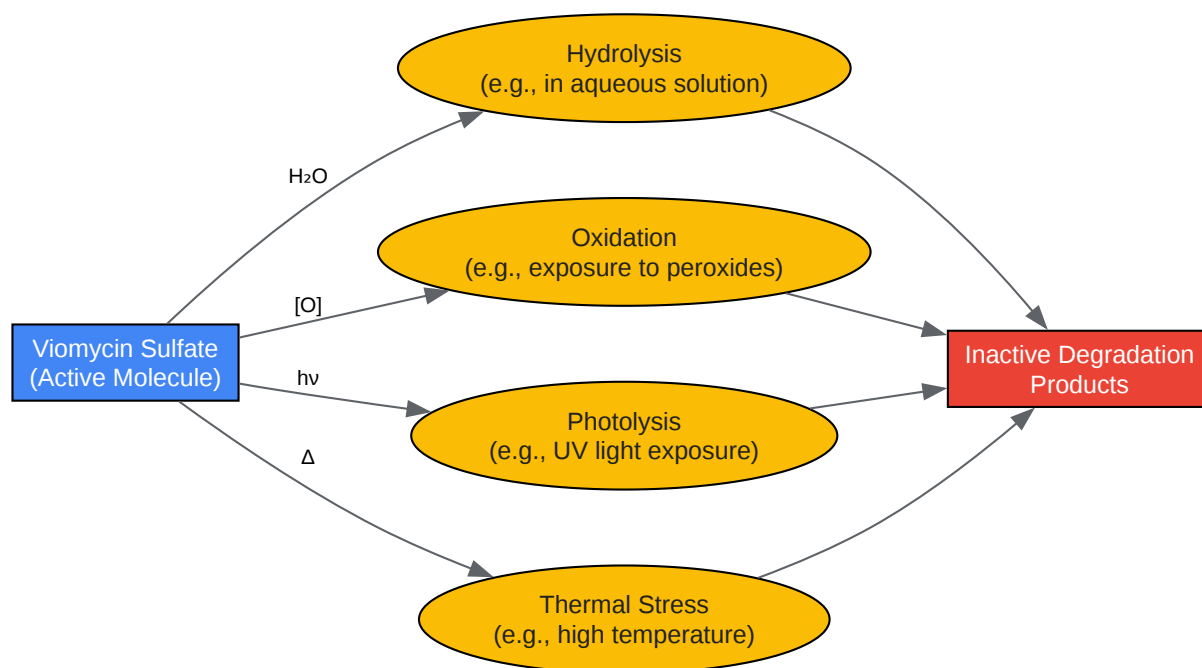 Hydrolysis
(e.g., in aqueous solution)
H₂O
Oxidation
(e.g., exposure to peroxides)
[O]
Viomycin Sulfate
(Active Molecule)
Inactive Degradation
Products
hν
Photolysis
(e.g., UV light exposure)
Δ
Thermal Stress
(e.g., high temperature)